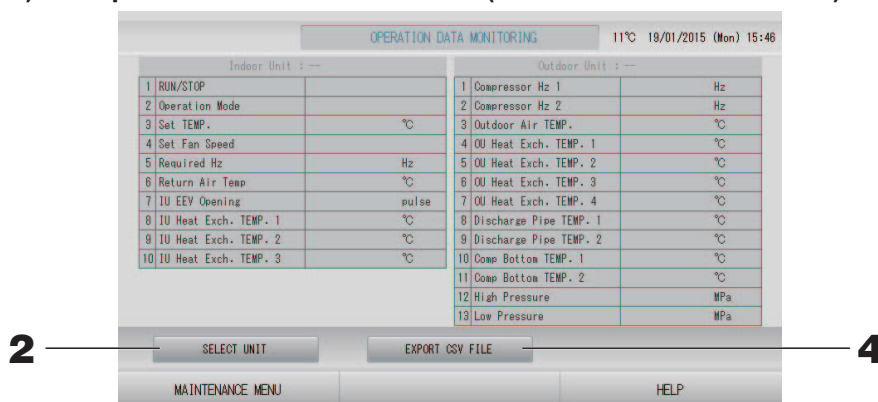 OPERATION DATA MONITORING 11℃ 19/01/2015 (Mon) 15:46
Indoor Unit : -- Outdoor Unit : --
1 RUN/STOP 1 Compressor Hz 1 Hz
2 Operation Mode 2 Compressor Hz 2 Hz
3 Set TEMP. ℃ 3 Outdoor Air TEMP. ℃
4 Set Fan Speed 4 OU Heat Exch. TEMP. 1 ℃
5 Required Hz Hz 5 OU Heat Exch. TEMP. 2 ℃
6 Return Air Temp ℃ 6 OU Heat Exch. TEMP. 3 ℃
7 IU EEV Opening pulse 7 OU Heat Exch. TEMP. 4 ℃
8 IU Heat Exch. TEMP. 1 ℃ 8 Discharge Pipe TEMP. 1 ℃
9 IU Heat Exch. TEMP. 2 ℃ 9 Discharge Pipe TEMP. 2 ℃
10 IU Heat Exch. TEMP. 3 ℃ 10 Comp Bottom TEMP. 1 ℃
11 Comp Bottom TEMP. 2 ℃
12 High Pressure MPa
13 Low Pressure MPa
2 SELECT UNIT EXPORT CSV FILE 4
MAINTENANCE MENU HELP